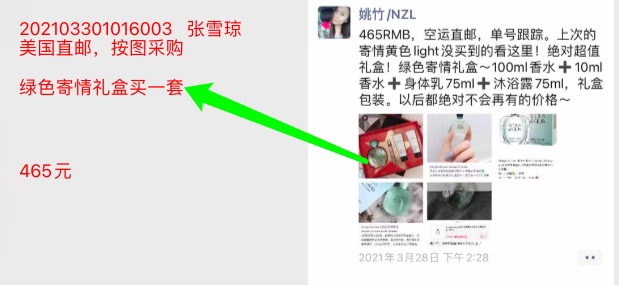 202103301016003 张雪琼
美国直邮，按图采购
绿色寄情礼盒买一套
465元
姚竹/NZL
465RMB，空运直邮，单号跟踪。上次的
寄情黄色light没买到的看这里！绝对超值
礼盒！绿色寄情礼盒～100ml香水➕10ml
香水➕身体乳75ml➕沐浴露75ml，礼盒
包装。以后都绝对不会再有的价格～
ACQUA
2021年3月28日 下午2:28